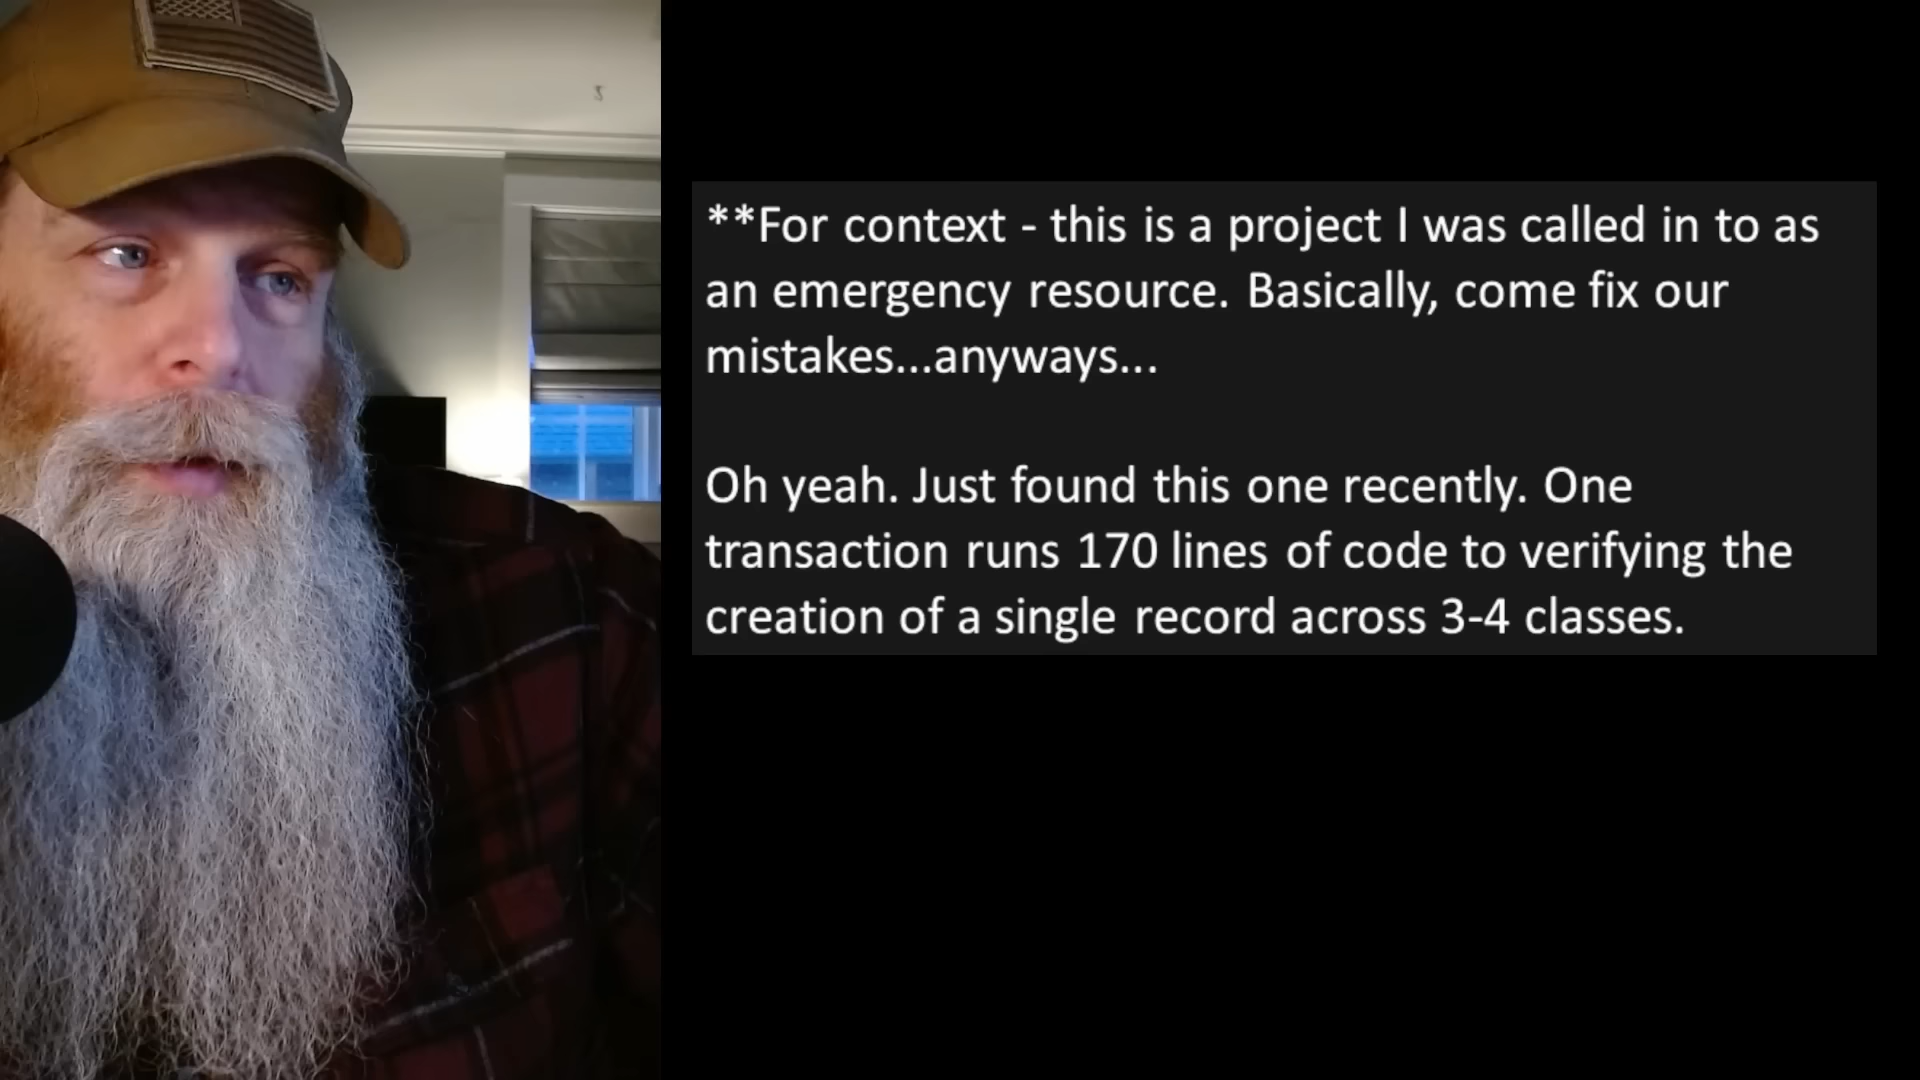 **For context - this is a project I was called in to as
an emergency resource. Basically, come fix our
mistakes...anyways...
Oh yeah. Just found this one recently. One
transaction runs 170 lines of code to verifying the
creation of a single record across 3-4 classes.